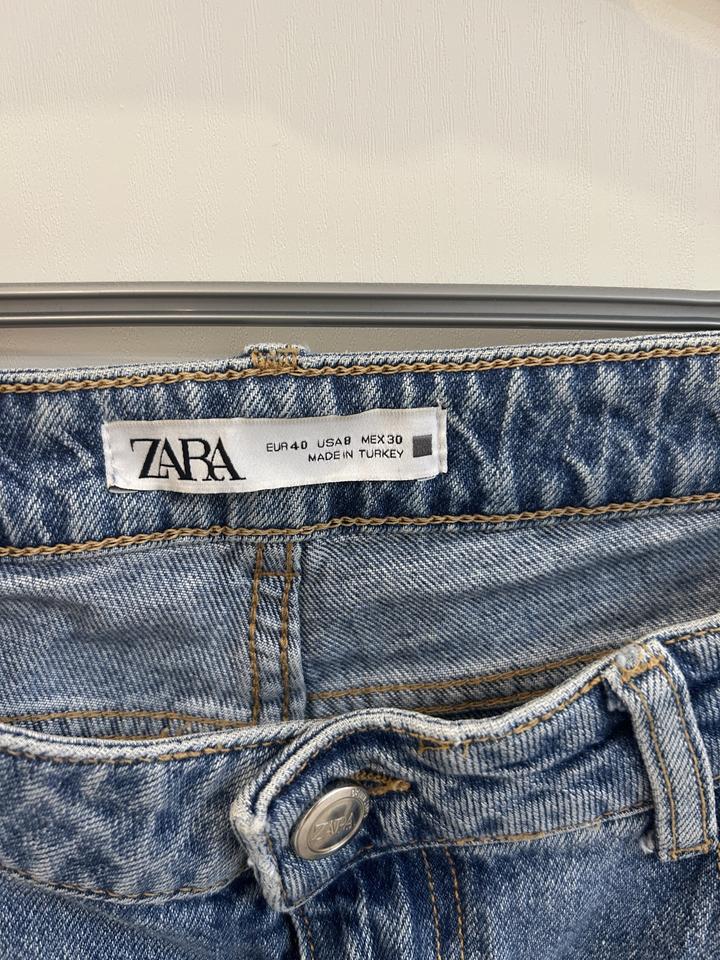 ZARA
EUR 40 USA 8 MEX 30
MADE IN TURKEY
ZARA